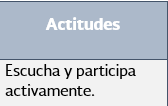 Actitudes
Escucha y participa
activamente.